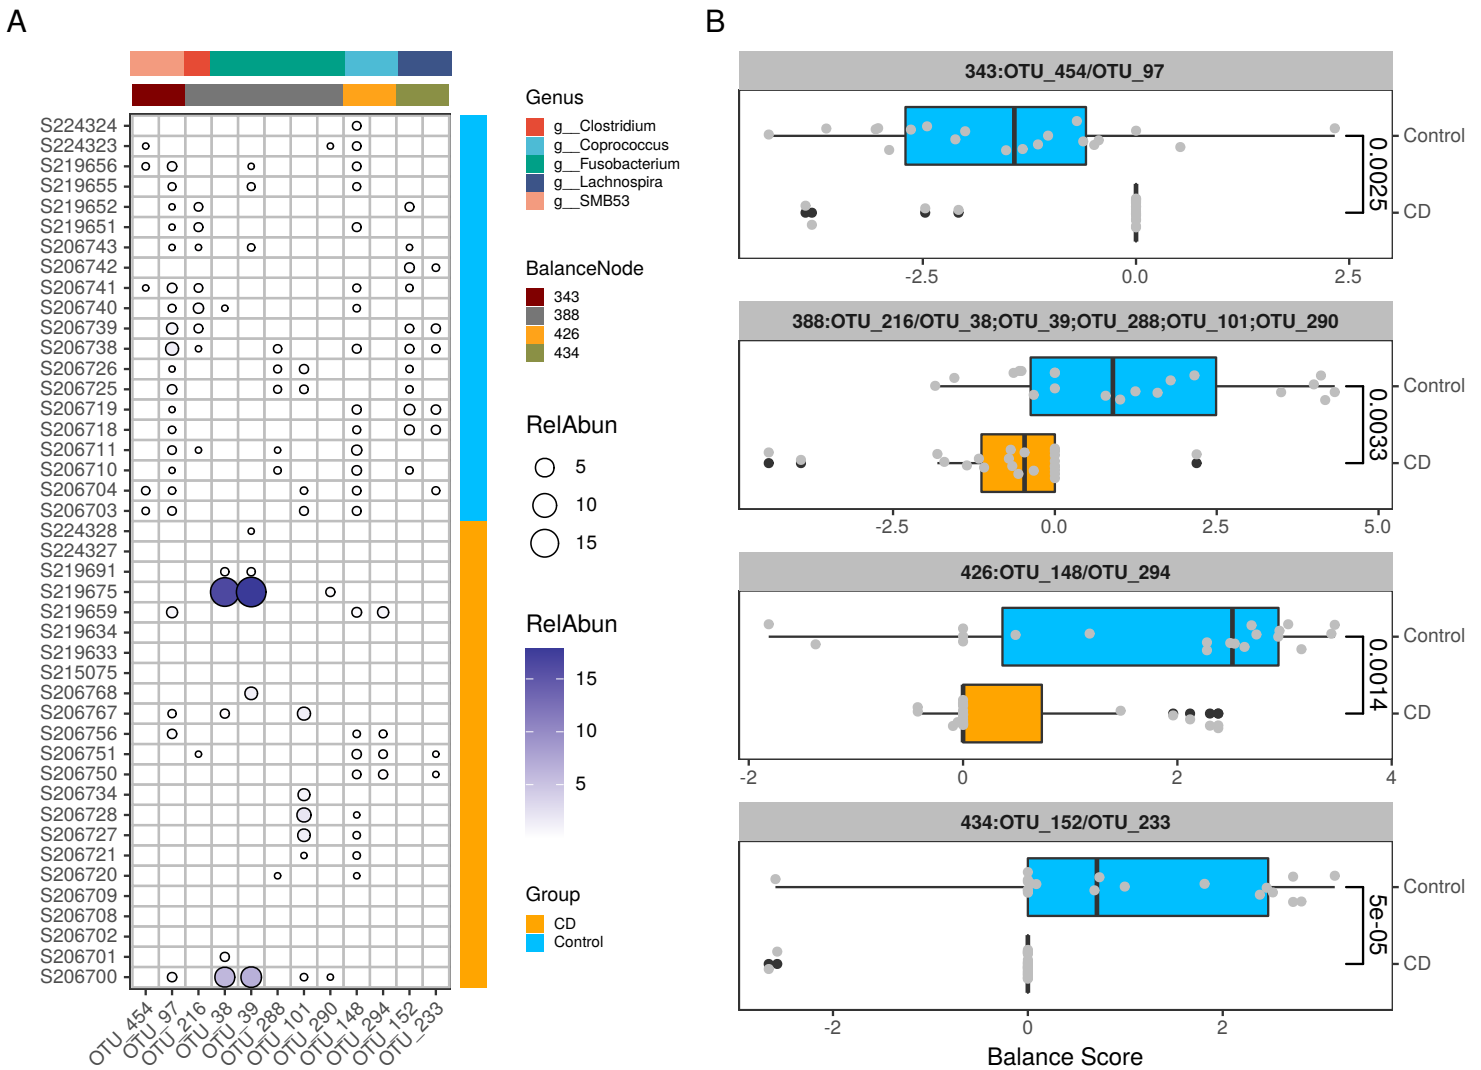 A
S224324
S224323
S219656
S219655
S219652
S219651
S206743
S206742
S206741
S206740
S206739
S206738
S206726
S206725
S206719
S206718
S206711
S206710
S206704
S206703
S224328
S224327
S219691
S219675
S219659
S219634
S219633
S215075
S206768
S206767
S206756
S206751
S206750
S206734
S206728
S206727
S206721
S206720
S206709
S206708
S206702
S206701
S206700
OTU_454
OTU_97
OTU_216
OTU_38
OTU_39
OTU_288
OTU_101
OTU_290
OTU_148
OTU_294
OTU_152
OTU_233
Genus
g__Clostridium
g__Coprococcus
g__Fusobacterium
g__Lachnospira
g__SMB53
BalanceNode
343
388
426
434
RelAbun
5
10
15
RelAbun
15
10
5
Group
CD
Control
B
343:OTU_454/OTU_97
Control
CD
0.0025
-2.5 0.0 2.5
388:OTU_216/OTU_38;OTU_39;OTU_288;OTU_101;OTU_290
Control
CD
0.0033
-2.5 0.0 2.5 5.0
426:OTU_148/OTU_294
Control
CD
0.0014
-2 0 2 4
434:OTU_152/OTU_233
Control
CD
5e-05
-2 0 2
Balance Score